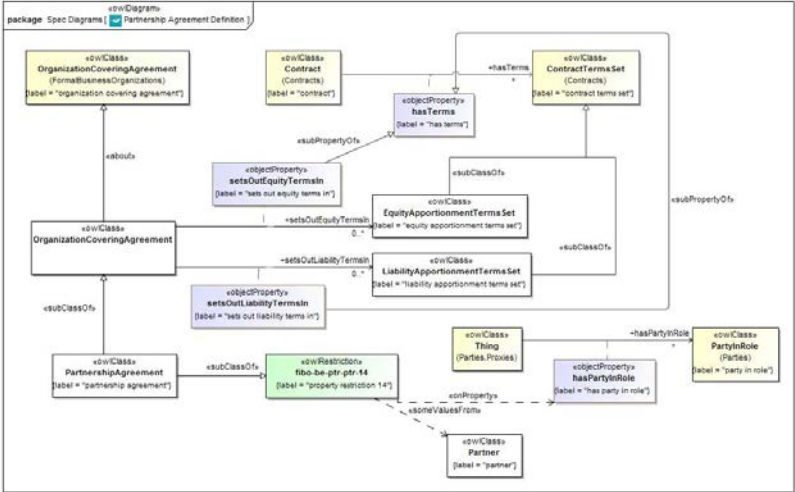 «owlDiagram»
package Spec Diagrams [ Partnership Agreement Definition ]
«owlClass»
OrganizationCoveringAgreement
(FormalBusinessOrganizations)
[label = "organization covering agreement"]
«owlClass»
Contract
(Contracts)
[label = "contract"]
+hasTerms
*
«owlClass»
ContractTermsSet
(Contracts)
[label = "contract terms set"]
«objectProperty»
hasTerms
[label = "has terms"]
«subPropertyOf»
«about»
«objectProperty»
setsOutEquityTermsIn
[label = "sets out equity terms in"]
«subClassOf»
«subPropertyOf»
«owlClass»
EquityApportionmentTermsSet
[label = "equity apportionment terms set"]
+setsOutEquityTermsIn
0..*
«owlClass»
OrganizationCoveringAgreement
«subClassOf»
+setsOutLiabilityTermsIn
0..*
«owlClass»
LiabilityApportionmentTermsSet
[label = "liability apportionment terms set"]
«objectProperty»
setsOutLiabilityTermsIn
[label = "sets out liability terms in"]
«subClassOf»
«owlClass»
Thing
(Parties.Proxies)
+hasPartyInRole
*
«owlClass»
PartyInRole
(Parties)
[label = "party in role"]
«owlClass»
PartnershipAgreement
[label = "partnership agreement"]
«subClassOf»
«owlRestriction»
fibo-be-ptr-ptr-14
[label = "property restriction 14"]
«objectProperty»
hasPartyInRole
[label = "has party in role"]
«onProperty»
«someValuesFrom»
«owlClass»
Partner
[label = "partner"]